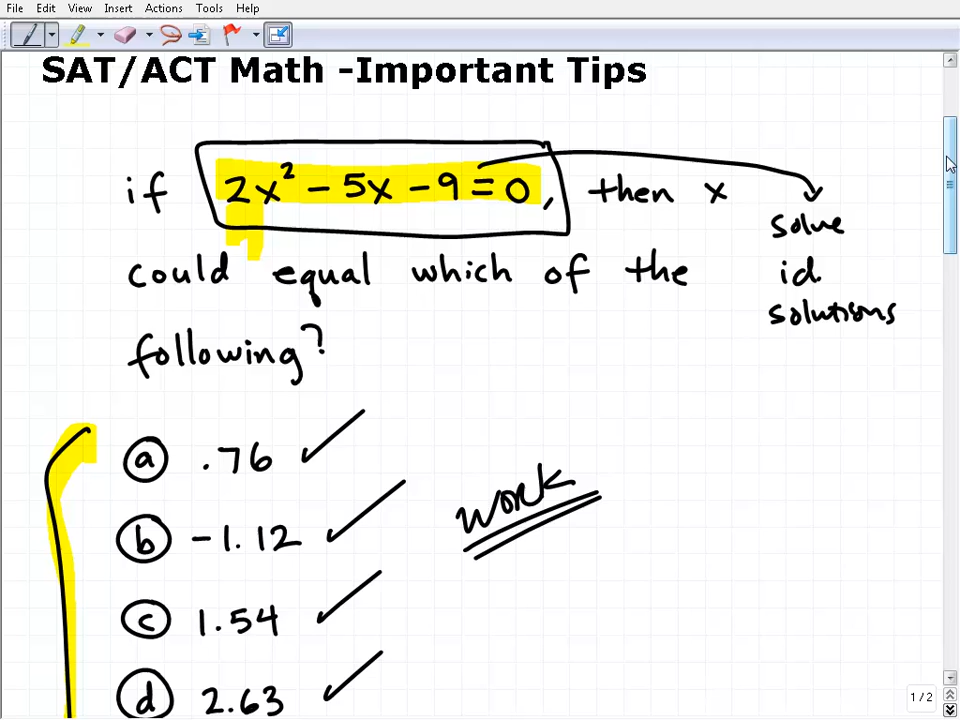 File Edit View Insert Actions Tools Help
SAT/ACT Math -Important Tips
if 2x² - 5x - 9 = 0, then x
solve
could equal which of the
id.
solutions
following?
a .76
work
b -1.12
c 1.54
d 2.63
1 / 2